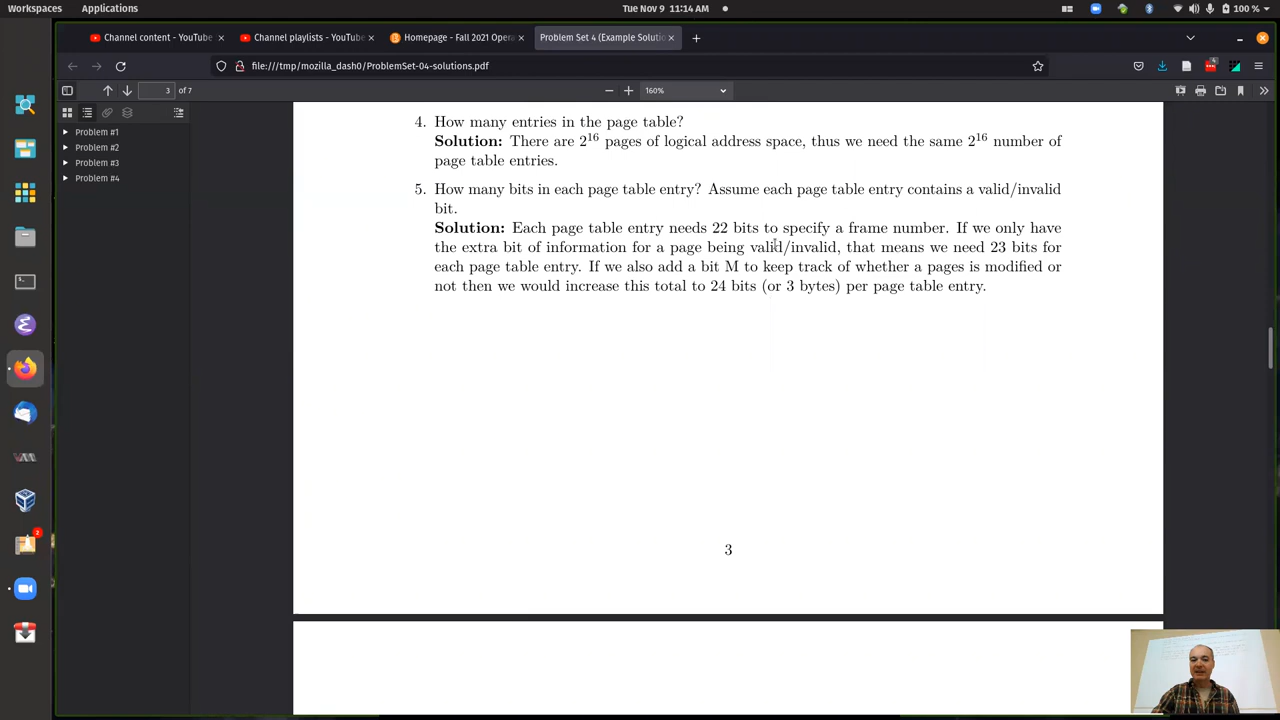 Workspaces Applications Tue Nov 9 11:14 AM 100 %
Channel content - YouTube Channel playlists - YouTube Homepage - Fall 2021 Opera Problem Set 4 (Example Solutio
file:///tmp/mozilla_dash0/ProblemSet-04-solutions.pdf
3 of 7 160%
Problem #1
Problem #2
Problem #3
Problem #4
4. How many entries in the page table?
Solution: There are 2^16 pages of logical address space, thus we need the same 2^16 number of
page table entries.
5. How many bits in each page table entry? Assume each page table entry contains a valid/invalid
bit.
Solution: Each page table entry needs 22 bits to specify a frame number. If we only have
the extra bit of information for a page being valid/invalid, that means we need 23 bits for
each page table entry. If we also add a bit M to keep track of whether a pages is modified or
not then we would increase this total to 24 bits (or 3 bytes) per page table entry.
3
2